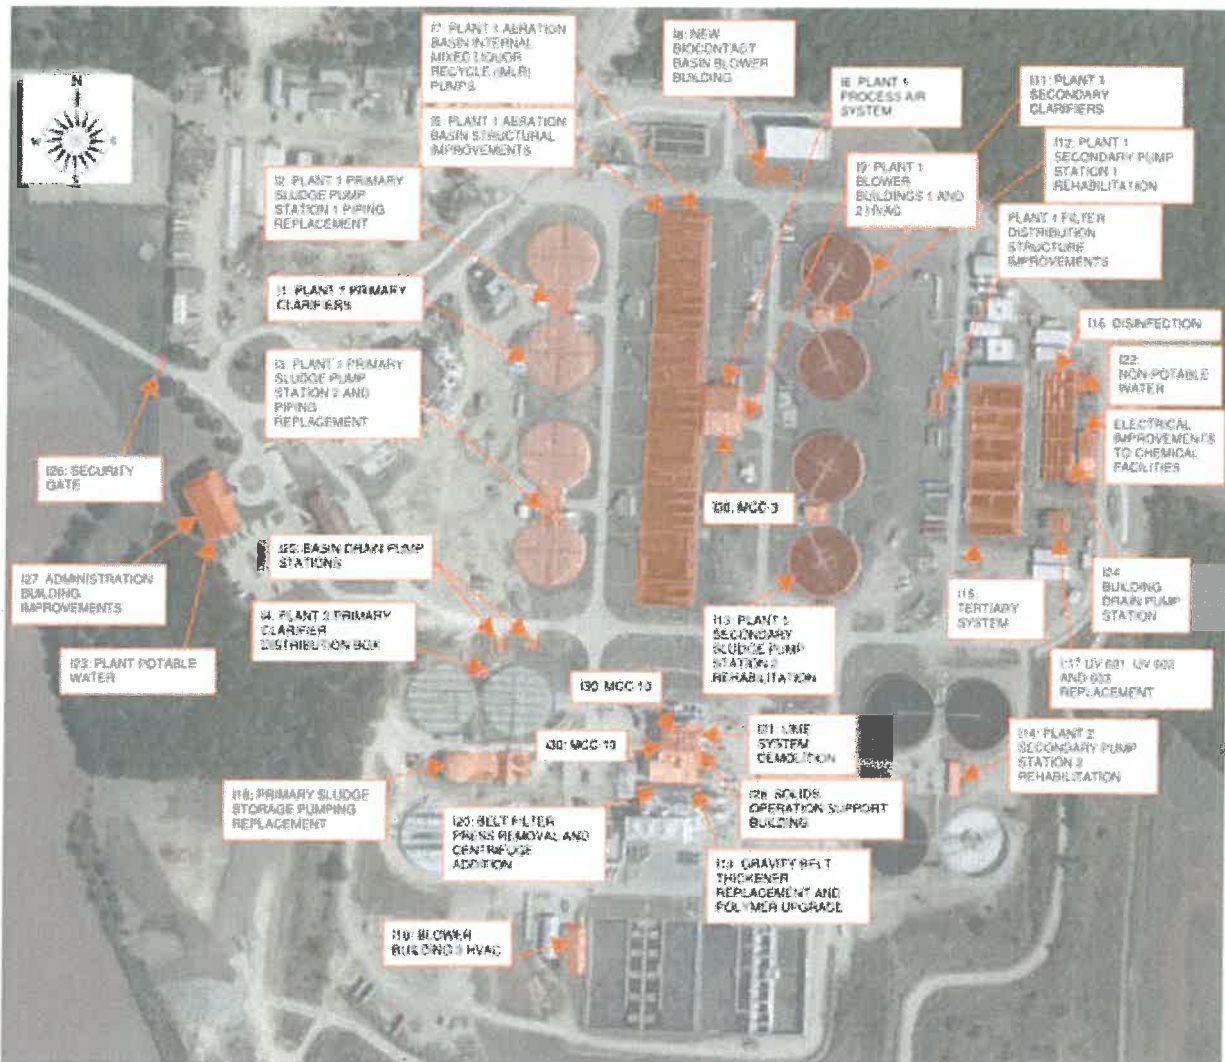 I7: PLANT 1 AERATION
BASIN INTERNAL
MIXED LIQUOR
RECYCLE (IMLR)
PUMPS
I8: NEW
BIOCONTACT
BASIN BLOWER
BUILDING
I6: PLANT 1
PROCESS AIR
SYSTEM
I11: PLANT 1
SECONDARY
CLARIFIERS
N
I5: PLANT 1 AERATION
BASIN STRUCTURAL
IMPROVEMENTS
I12: PLANT 1
SECONDARY PUMP
STATION 1
REHABILITATION
I9: PLANT 1
BLOWER
BUILDINGS 1 AND
2 HVAC
I2: PLANT 1 PRIMARY
SLUDGE PUMP
STATION 1 PIPING
REPLACEMENT
PLANT 1 FILTER
DISTRIBUTION
STRUCTURE
IMPROVEMENTS
PRIMARY
CLARIFIERS
I16: DISINFECTION
I3: PLANT 1 PRIMARY
SLUDGE PUMP
STATION 2 AND
PIPING
REPLACEMENT
I22:
NON-POTABLE
WATER
ELECTRICAL
IMPROVEMENTS
TO CHEMICAL
FACILITIES
I26: SECURITY
GATE
I30: MCC-3
I25: BASIN DRAIN PUMP
STATIONS
I27: ADMINISTRATION
BUILDING
IMPROVEMENTS
I15:
TERTIARY
SYSTEM
I24:
BUILDING
DRAIN PUMP
STATION
I4: PLANT 2 PRIMARY
CLARIFIER
DISTRIBUTION BOX
I13: PLANT 1
SECONDARY
SLUDGE PUMP
STATION 2
REHABILITATION
I23: PLANT POTABLE
WATER
I17 UV 601, UV 602
AND 603
REPLACEMENT
I30: MCC-10
I30: MCC-10
LIME
SYSTEM
DEMOLITION
I14: PLANT 2
SECONDARY PUMP
STATION 3
REHABILITATION
I18: PRIMARY SLUDGE
STORAGE PUMPING
REPLACEMENT
SOLIDS
OPERATION SUPPORT
BUILDING
I20: BELT FILTER
PRESS REMOVAL AND
CENTRIFUGE
ADDITION
I19: GRAVITY BELT
THICKENER
REPLACEMENT AND
POLYMER UPGRADE
I10: BLOWER
BUILDING 3 HVAC